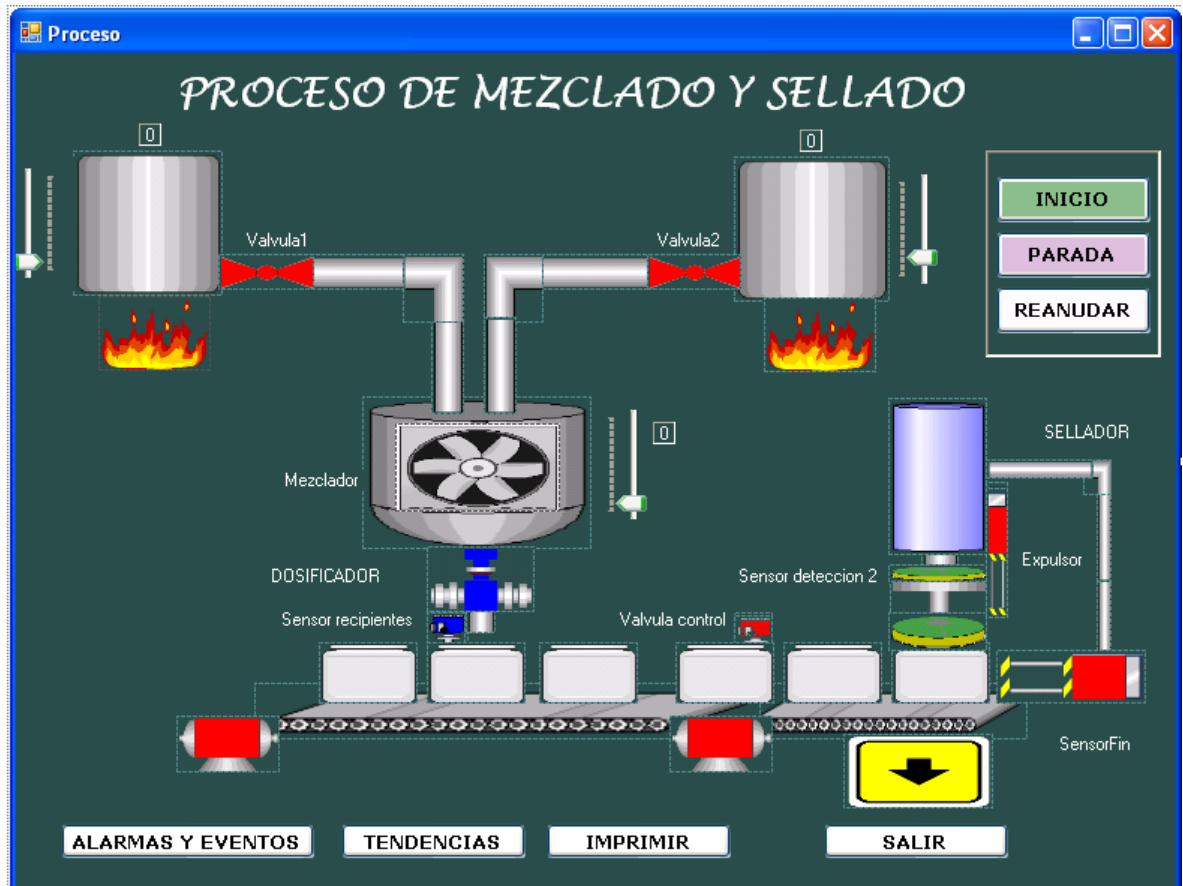 Proceso
PROCESO DE MEZCLADO Y SELLADO
0
0
INICIO
Valvula1
Valvula2
PARADA
REANUDAR
SELLADOR
0
Mezclador
Expulsor
DOSIFICADOR
Sensor deteccion 2
Sensor recipientes
Valvula control
SensorFin
ALARMAS Y EVENTOS
TENDENCIAS
IMPRIMIR
SALIR